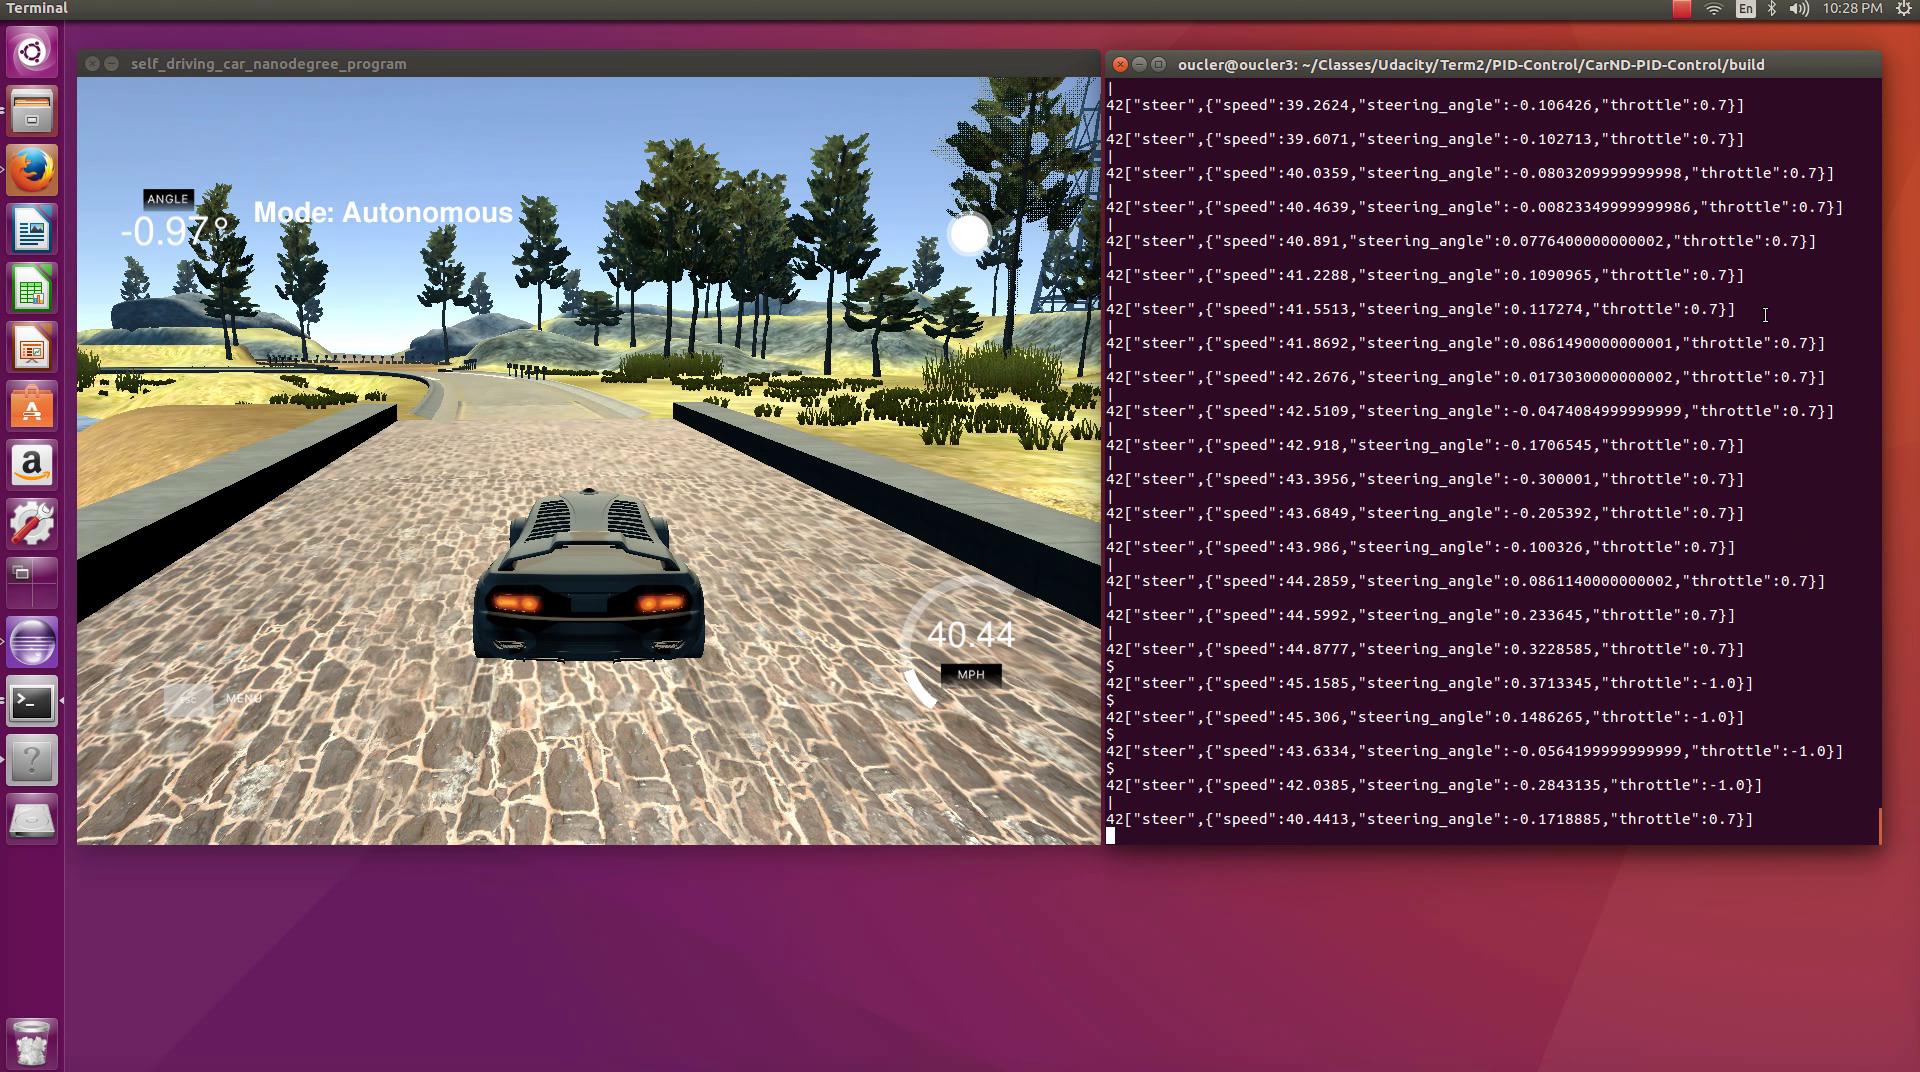 Terminal
En
10:28 PM
self_driving_car_nanodegree_program
ANGLE
-0.97°
Mode: Autonomous
40.44
MPH
esc
MENU
a
oucler@oucler3: ~/Classes/Udacity/Term2/PID-Control/CarND-PID-Control/build
|
42["steer",{"speed":39.2624,"steering_angle":-0.106426,"throttle":0.7}]
|
42["steer",{"speed":39.6071,"steering_angle":-0.102713,"throttle":0.7}]
|
42["steer",{"speed":40.0359,"steering_angle":-0.0803209999999998,"throttle":0.7}]
|
42["steer",{"speed":40.4639,"steering_angle":-0.00823349999999986,"throttle":0.7}]
|
42["steer",{"speed":40.891,"steering_angle":0.0776400000000002,"throttle":0.7}]
|
42["steer",{"speed":41.2288,"steering_angle":0.1090965,"throttle":0.7}]
|
42["steer",{"speed":41.5513,"steering_angle":0.117274,"throttle":0.7}]
|
42["steer",{"speed":41.8692,"steering_angle":0.0861490000000001,"throttle":0.7}]
|
42["steer",{"speed":42.2676,"steering_angle":0.0173030000000002,"throttle":0.7}]
|
42["steer",{"speed":42.5109,"steering_angle":-0.0474084999999999,"throttle":0.7}]
|
42["steer",{"speed":42.918,"steering_angle":-0.1706545,"throttle":0.7}]
|
42["steer",{"speed":43.3956,"steering_angle":-0.300001,"throttle":0.7}]
|
42["steer",{"speed":43.6849,"steering_angle":-0.205392,"throttle":0.7}]
|
42["steer",{"speed":43.986,"steering_angle":-0.100326,"throttle":0.7}]
|
42["steer",{"speed":44.2859,"steering_angle":0.0861140000000002,"throttle":0.7}]
|
42["steer",{"speed":44.5992,"steering_angle":0.233645,"throttle":0.7}]
|
42["steer",{"speed":44.8777,"steering_angle":0.3228585,"throttle":0.7}]
$
42["steer",{"speed":45.1585,"steering_angle":0.3713345,"throttle":-1.0}]
$
42["steer",{"speed":45.306,"steering_angle":0.1486265,"throttle":-1.0}]
$
42["steer",{"speed":43.6334,"steering_angle":-0.0564199999999999,"throttle":-1.0}]
$
42["steer",{"speed":42.0385,"steering_angle":-0.2843135,"throttle":-1.0}]
|
42["steer",{"speed":40.4413,"steering_angle":-0.1718885,"throttle":0.7}]